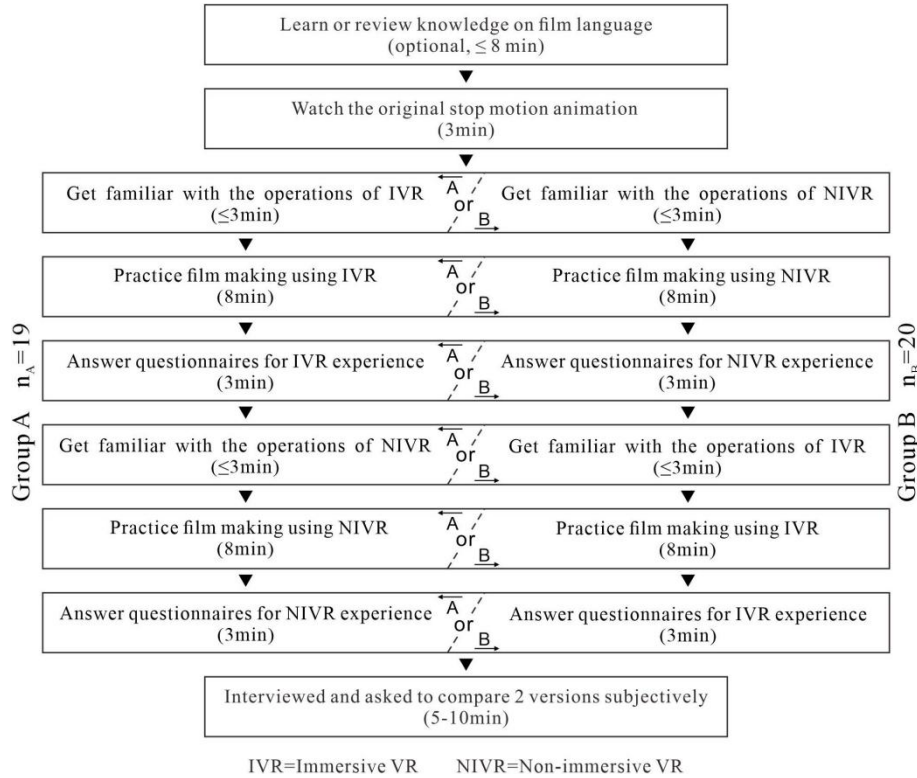 Learn or review knowledge on film language
(optional, ≤ 8 min)
Watch the original stop motion animation
(3min)
Get familiar with the operations of IVR
(≤3min)
A
or
B
Get familiar with the operations of NIVR
(≤3min)
Practice film making using IVR
(8min)
A
or
B
Practice film making using NIVR
(8min)
Answer questionnaires for IVR experience
(3min)
A
or
B
Answer questionnaires for NIVR experience
(3min)
Get familiar with the operations of NIVR
(≤3min)
A
or
B
Get familiar with the operations of IVR
(≤3min)
Practice film making using NIVR
(8min)
A
or
B
Practice film making using IVR
(8min)
Answer questionnaires for NIVR experience
(3min)
A
or
B
Answer questionnaires for IVR experience
(3min)
Group A n_A=19
Group B n_B=20
Interviewed and asked to compare 2 versions subjectively
(5-10min)
IVR=Immersive VR NIVR=Non-immersive VR